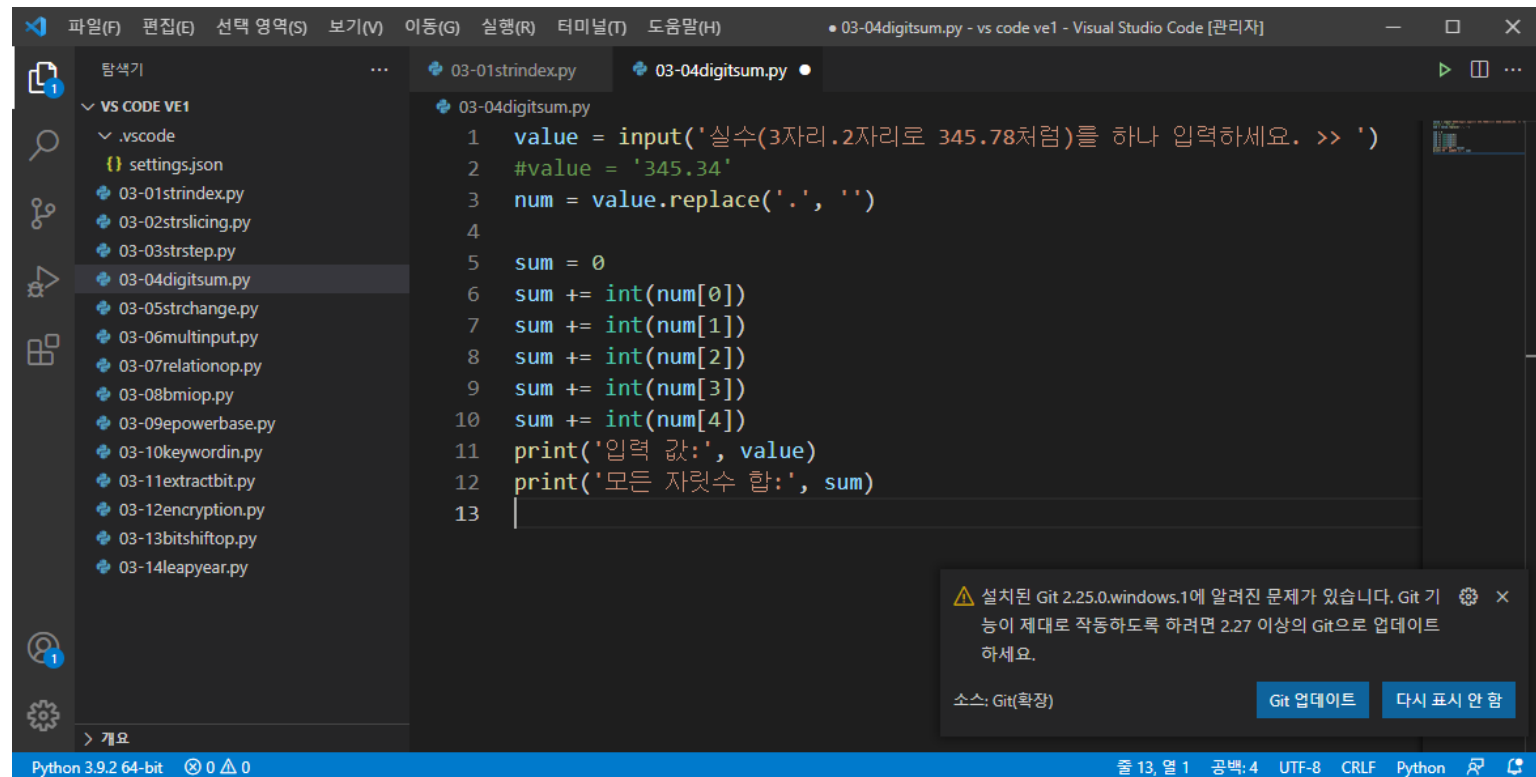 파일(F) 편집(E) 선택 영역(S) 보기(V) 이동(G) 실행(R) 터미널(T) 도움말(H) ● 03-04digitsum.py - vs code ve1 - Visual Studio Code [관리자]
탐색기 ...
03-01strindex.py 03-04digitsum.py ●
VS CODE VE1
.vscode
{} settings.json
03-01strindex.py
03-02strslicing.py
03-03strstep.py
03-04digitsum.py
03-05strchange.py
03-06multinput.py
03-07relationop.py
03-08bmiop.py
03-09epowerbase.py
03-10keywordin.py
03-11extractbit.py
03-12encryption.py
03-13bitshiftop.py
03-14leapyear.py
개요
1
1
03-04digitsum.py
1 value = input('실수(3자리.2자리로 345.78처럼)를 하나 입력하세요. >> ')
2 #value = '345.34'
3 num = value.replace('.', '')
4
5 sum = 0
6 sum += int(num[0])
7 sum += int(num[1])
8 sum += int(num[2])
9 sum += int(num[3])
10 sum += int(num[4])
11 print('입력 값:', value)
12 print('모든 자릿수 합:', sum)
13
설치된 Git 2.25.0.windows.1에 알려진 문제가 있습니다. Git 기
능이 제대로 작동하도록 하려면 2.27 이상의 Git으로 업데이트
하세요.
소스: Git(확장) Git 업데이트 다시 표시 안 함
Python 3.9.2 64-bit 0 0 줄 13, 열 1 공백: 4 UTF-8 CRLF Python